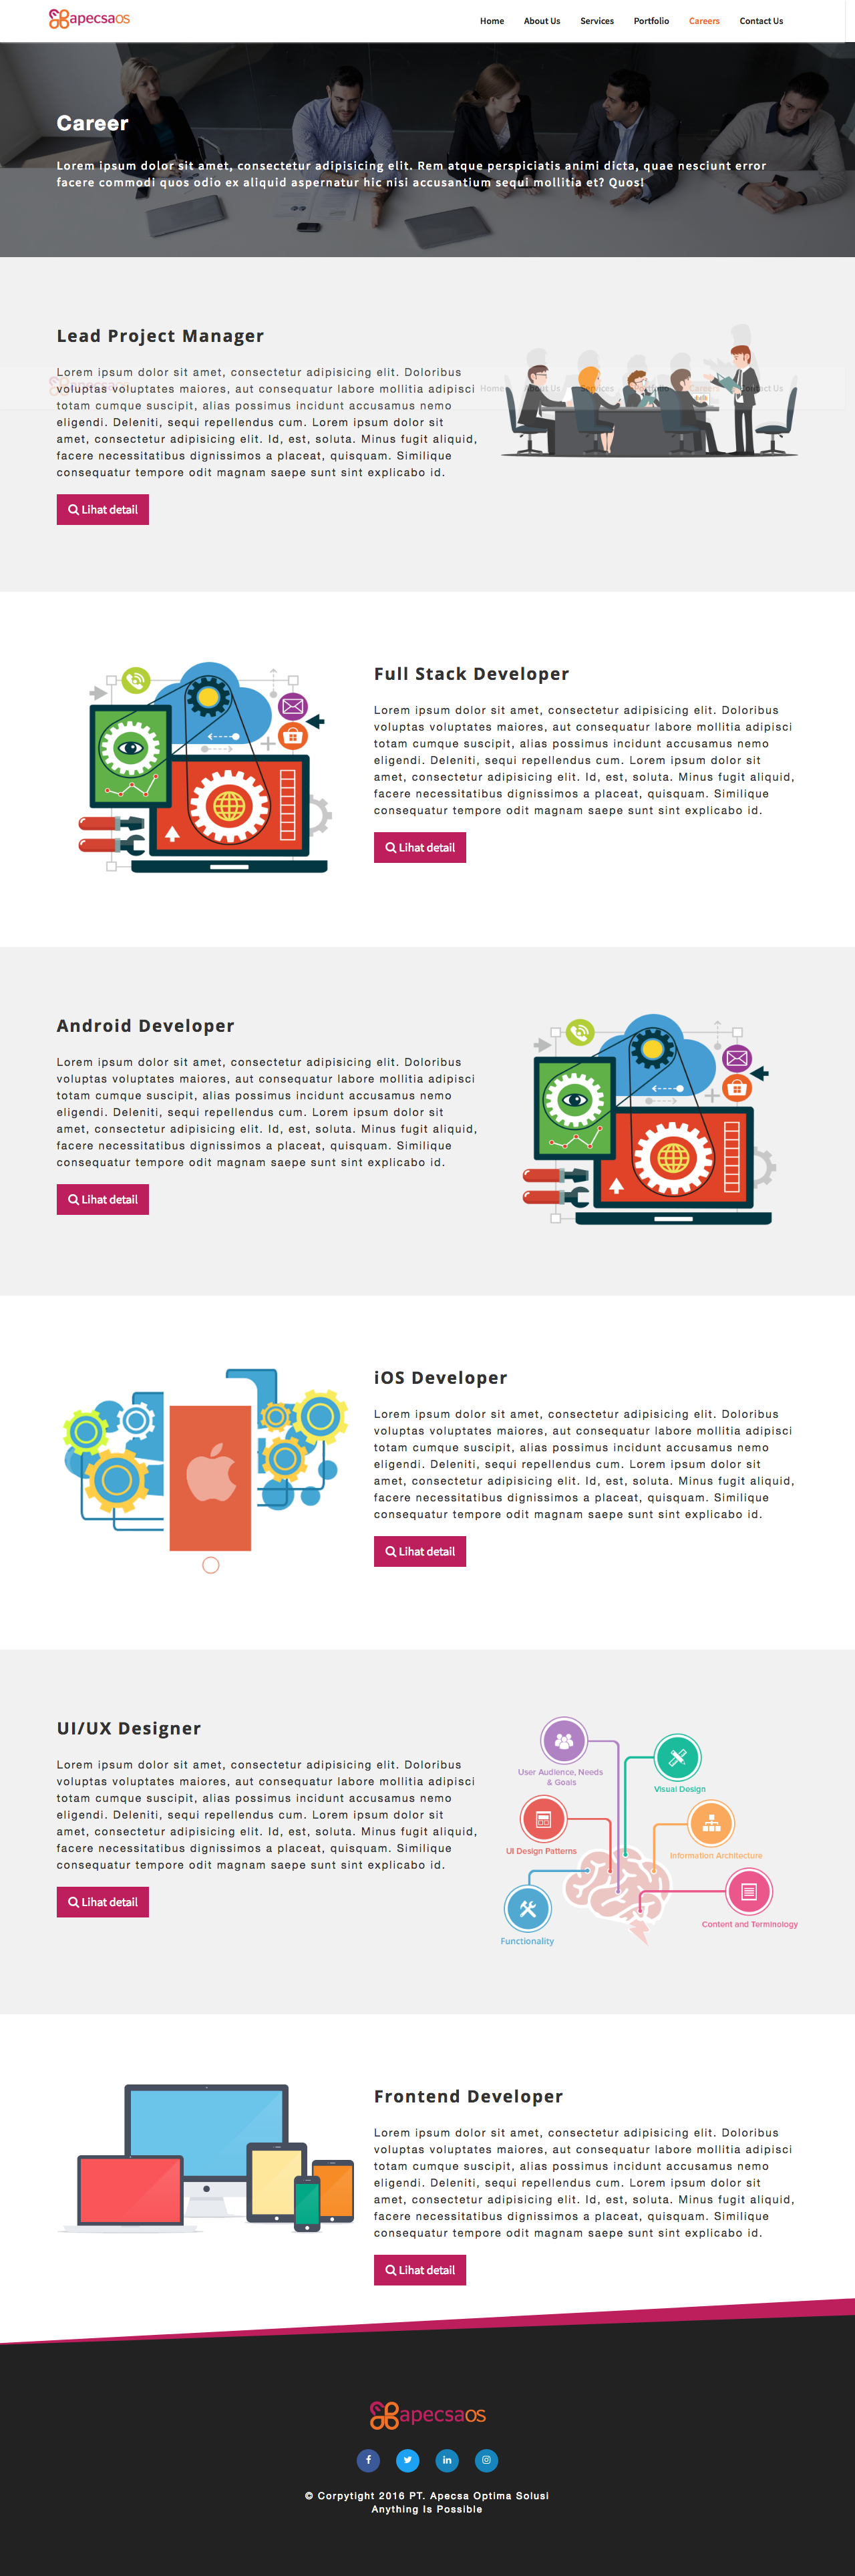 apecsaos
Home About Us Services Portfolio Careers Contact Us
Career
Lorem ipsum dolor sit amet, consectetur adipisicing elit. Rem atque perspiciatis animi dicta, quae nesciunt error
facere commodi quos odio ex aliquid aspernatur hic nisi accusantium sequi mollitia et? Quos!
Lead Project Manager
Lorem ipsum dolor sit amet, consectetur adipisicing elit. Doloribus
voluptas voluptates maiores, aut consequatur labore mollitia adipisci
totam cumque suscipit, alias possimus incidunt accusamus nemo
eligendi. Deleniti, sequi repellendus cum. Lorem ipsum dolor sit
amet, consectetur adipisicing elit. Id, est, soluta. Minus fugit aliquid,
facere necessitatibus dignissimos a placeat, quisquam. Similique
consequatur tempore odit magnam saepe sunt sint explicabo id.
Home About Us Services Portfolio Careers Contact Us
Lihat detail
Full Stack Developer
Lorem ipsum dolor sit amet, consectetur adipisicing elit. Doloribus
voluptas voluptates maiores, aut consequatur labore mollitia adipisci
totam cumque suscipit, alias possimus incidunt accusamus nemo
eligendi. Deleniti, sequi repellendus cum. Lorem ipsum dolor sit
amet, consectetur adipisicing elit. Id, est, soluta. Minus fugit aliquid,
facere necessitatibus dignissimos a placeat, quisquam. Similique
consequatur tempore odit magnam saepe sunt sint explicabo id.
Lihat detail
Android Developer
Lorem ipsum dolor sit amet, consectetur adipisicing elit. Doloribus
voluptas voluptates maiores, aut consequatur labore mollitia adipisci
totam cumque suscipit, alias possimus incidunt accusamus nemo
eligendi. Deleniti, sequi repellendus cum. Lorem ipsum dolor sit
amet, consectetur adipisicing elit. Id, est, soluta. Minus fugit aliquid,
facere necessitatibus dignissimos a placeat, quisquam. Similique
consequatur tempore odit magnam saepe sunt sint explicabo id.
Lihat detail
iOS Developer
Lorem ipsum dolor sit amet, consectetur adipisicing elit. Doloribus
voluptas voluptates maiores, aut consequatur labore mollitia adipisci
totam cumque suscipit, alias possimus incidunt accusamus nemo
eligendi. Deleniti, sequi repellendus cum. Lorem ipsum dolor sit
amet, consectetur adipisicing elit. Id, est, soluta. Minus fugit aliquid,
facere necessitatibus dignissimos a placeat, quisquam. Similique
consequatur tempore odit magnam saepe sunt sint explicabo id.
Lihat detail
UI/UX Designer
Lorem ipsum dolor sit amet, consectetur adipisicing elit. Doloribus
voluptas voluptates maiores, aut consequatur labore mollitia adipisci
totam cumque suscipit, alias possimus incidunt accusamus nemo
eligendi. Deleniti, sequi repellendus cum. Lorem ipsum dolor sit
amet, consectetur adipisicing elit. Id, est, soluta. Minus fugit aliquid,
facere necessitatibus dignissimos a placeat, quisquam. Similique
consequatur tempore odit magnam saepe sunt sint explicabo id.
Lihat detail
User Audience, Needs
& Goals
Visual Design
UI Design Patterns
Information Architecture
Content and Terminology
Functionality
Frontend Developer
Lorem ipsum dolor sit amet, consectetur adipisicing elit. Doloribus
voluptas voluptates maiores, aut consequatur labore mollitia adipisci
totam cumque suscipit, alias possimus incidunt accusamus nemo
eligendi. Deleniti, sequi repellendus cum. Lorem ipsum dolor sit
amet, consectetur adipisicing elit. Id, est, soluta. Minus fugit aliquid,
facere necessitatibus dignissimos a placeat, quisquam. Similique
consequatur tempore odit magnam saepe sunt sint explicabo id.
Lihat detail
apecsaos
© Corpytight 2016 PT. Apecsa Optima Solusi
Anything Is Possible